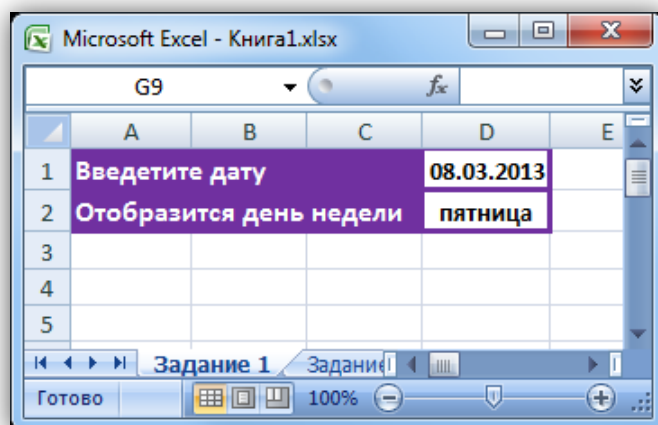 Microsoft Excel - Книга1.xlsx
G9 fx
A B C D E
1 Введетите дату 08.03.2013
2 Отобразится день недели пятница
3
4
5
Задание 1 Задание
Готово 100%